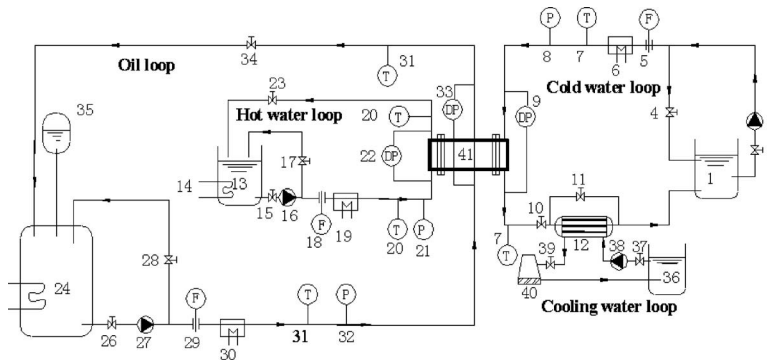 P
T
F
8
7
6
5
Oil loop
34
31
T
23
33
DP
9
DP
Cold water loop
4
35
Hot water loop
20
T
22
DP
41
17
13
14
15
16
18
F
19
T
20
P
21
1
11
10
12
7
T
39
38
37
36
40
Cooling water loop
28
24
26
27
F
29
30
T
31
P
32